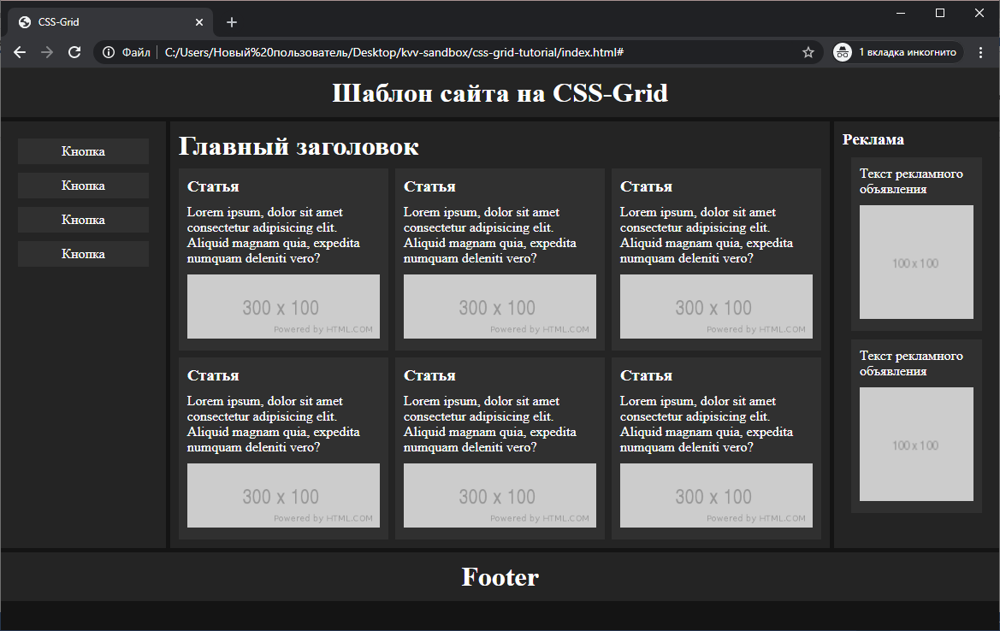 CSS-Grid
Файл
C:/Users/Новый%20пользователь/Desktop/kvv-sandbox/css-grid-tutorial/index.html#
1 вкладка инкогнито
Шаблон сайта на CSS-Grid
Кнопка
Кнопка
Кнопка
Кнопка
Главный заголовок
Статья
Lorem ipsum, dolor sit amet
consectetur adipisicing elit.
Aliquid magnam quia, expedita
numquam deleniti vero?
300 x 100
Powered by HTML.COM
Статья
Lorem ipsum, dolor sit amet
consectetur adipisicing elit.
Aliquid magnam quia, expedita
numquam deleniti vero?
300 x 100
Powered by HTML.COM
Статья
Lorem ipsum, dolor sit amet
consectetur adipisicing elit.
Aliquid magnam quia, expedita
numquam deleniti vero?
300 x 100
Powered by HTML.COM
Статья
Lorem ipsum, dolor sit amet
consectetur adipisicing elit.
Aliquid magnam quia, expedita
numquam deleniti vero?
300 x 100
Powered by HTML.COM
Статья
Lorem ipsum, dolor sit amet
consectetur adipisicing elit.
Aliquid magnam quia, expedita
numquam deleniti vero?
300 x 100
Powered by HTML.COM
Статья
Lorem ipsum, dolor sit amet
consectetur adipisicing elit.
Aliquid magnam quia, expedita
numquam deleniti vero?
300 x 100
Powered by HTML.COM
Реклама
Текст рекламного
объявления
100 x 100
Текст рекламного
объявления
100 x 100
Footer